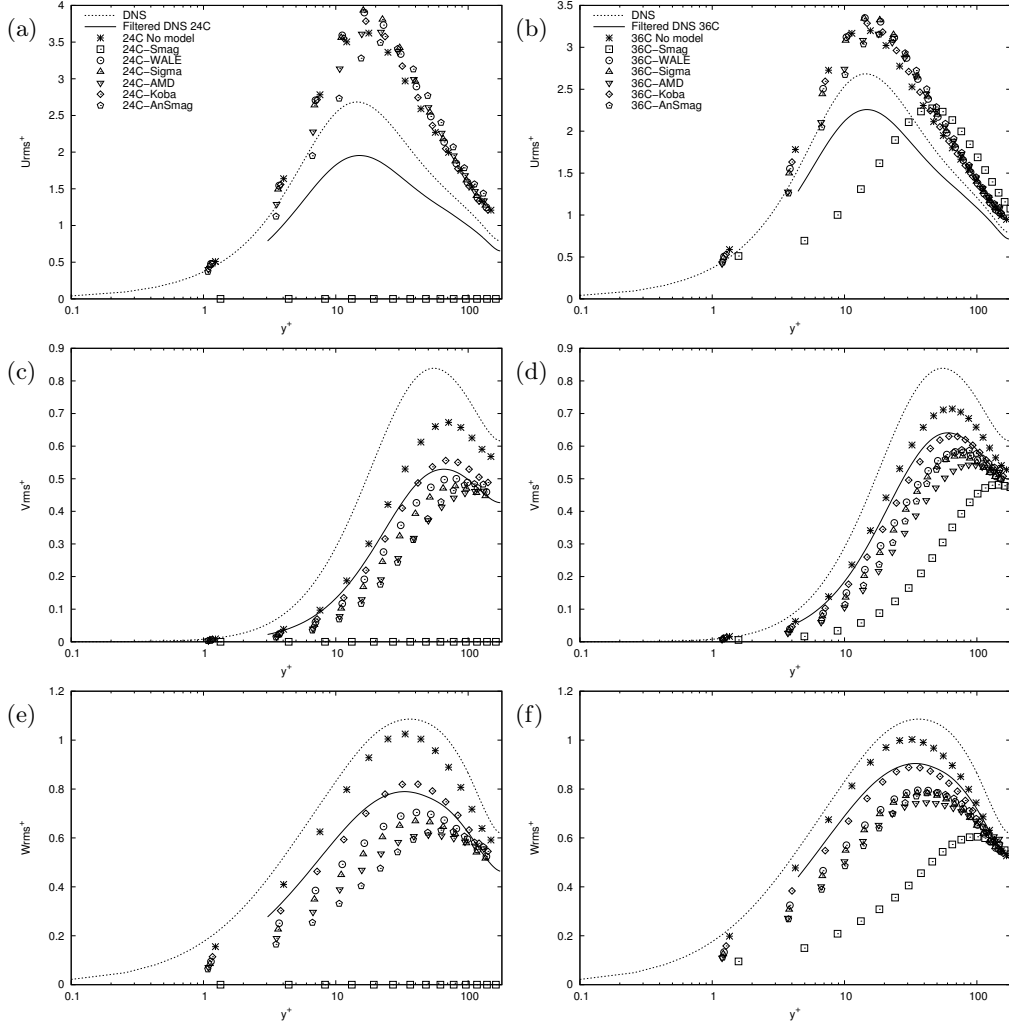 (a)
Urms+
4
3.5
3
2.5
2
1.5
1
0.5
0
0.1
1
10
100
y+
DNS
Filtered DNS 24C
24C No model
24C−Smag
24C−WALE
24C−Sigma
24C−AMD
24C−Koba
24C−AnSmag
(b)
Urms+
3.5
3
2.5
2
1.5
1
0.5
0
0.1
1
10
100
y+
DNS
Filtered DNS 36C
36C No model
36C−Smag
36C−WALE
36C−Sigma
36C−AMD
36C−Koba
36C−AnSmag
(c)
Vrms+
0.9
0.8
0.7
0.6
0.5
0.4
0.3
0.2
0.1
0
0.1
1
10
100
y+
(d)
Vrms+
0.9
0.8
0.7
0.6
0.5
0.4
0.3
0.2
0.1
0
0.1
1
10
100
y+
(e)
Wrms+
1.2
1
0.8
0.6
0.4
0.2
0
0.1
1
10
100
y+
(f)
Wrms+
1.2
1
0.8
0.6
0.4
0.2
0
0.1
1
10
100
y+